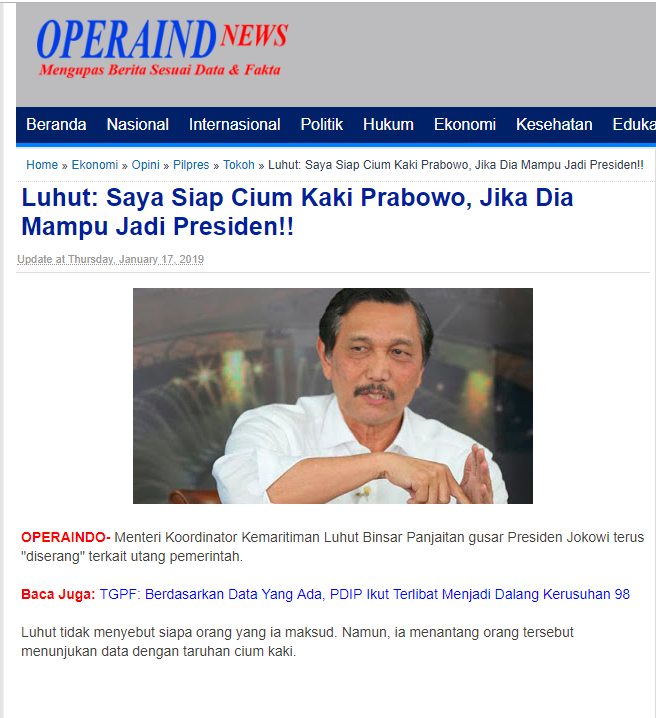 OPERAIND NEWS
Mengupas Berita Sesuai Data & Fakta
Beranda Nasional Internasional Politik Hukum Ekonomi Kesehatan Eduka
Home » Ekonomi » Opini » Pilpres » Tokoh » Luhut: Saya Siap Cium Kaki Prabowo, Jika Dia Mampu Jadi Presiden!!
Luhut: Saya Siap Cium Kaki Prabowo, Jika Dia
Mampu Jadi Presiden!!
Update at Thursday, January 17, 2019
OPERAINDO- Menteri Koordinator Kemaritiman Luhut Binsar Panjaitan gusar Presiden Jokowi terus
"diserang" terkait utang pemerintah.
Baca Juga: TGPF: Berdasarkan Data Yang Ada, PDIP Ikut Terlibat Menjadi Dalang Kerusuhan 98
Luhut tidak menyebut siapa orang yang ia maksud. Namun, ia menantang orang tersebut
menunjukan data dengan taruhan cium kaki.